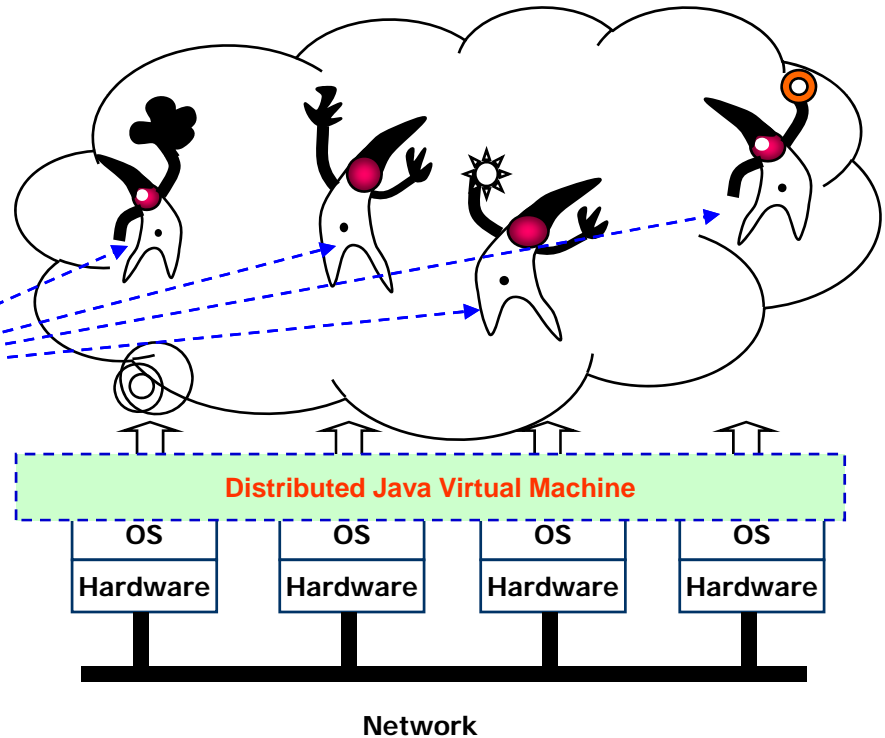 Distributed Java Virtual Machine
OS OS OS OS
Hardware Hardware Hardware Hardware
Network